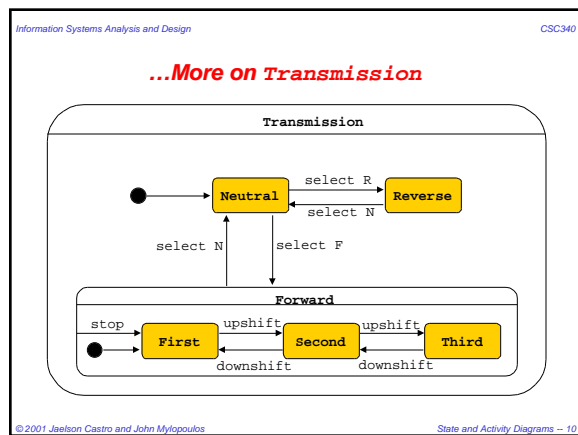 Information Systems Analysis and Design CSC340
...More on Transmission
Transmission
select R
Neutral
Reverse
select N
select N
select F
Forward
stop
upshift
upshift
First
Second
Third
downshift
downshift
© 2001 Jaelson Castro and John Mylopoulos State and Activity Diagrams -- 10